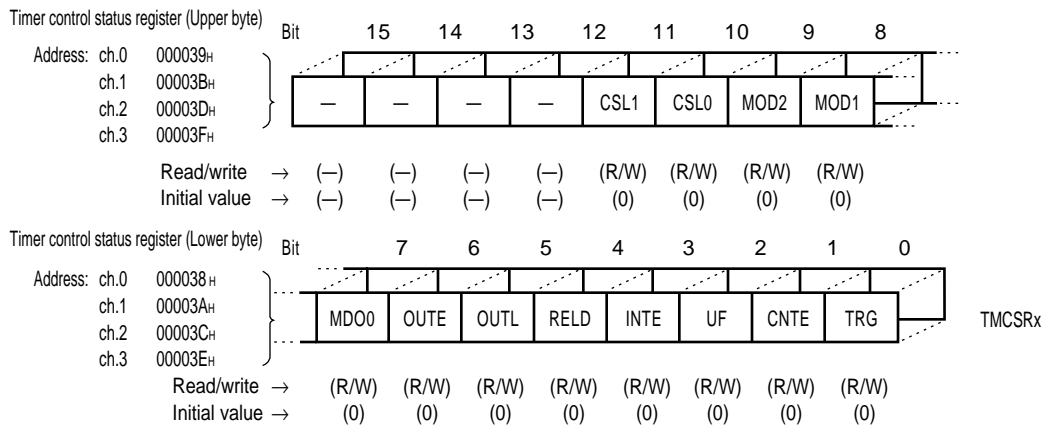 Timer control status register (Upper byte)
Bit 15 14 13 12 11 10 9 8
Address: ch.0 000039H
ch.1 00003BH
ch.2 00003DH
ch.3 00003FH
— — — — CSL1 CSL0 MOD2 MOD1
Read/write → (—) (—) (—) (—) (R/W) (R/W) (R/W) (R/W)
Initial value → (—) (—) (—) (—) (0) (0) (0) (0)
Timer control status register (Lower byte)
Bit 7 6 5 4 3 2 1 0
Address: ch.0 000038 H
ch.1 00003AH
ch.2 00003CH
ch.3 00003EH
MDO0 OUTE OUTL RELD INTE UF CNTE TRG
TMCSRx
Read/write → (R/W) (R/W) (R/W) (R/W) (R/W) (R/W) (R/W) (R/W)
Initial value → (0) (0) (0) (0) (0) (0) (0) (0)